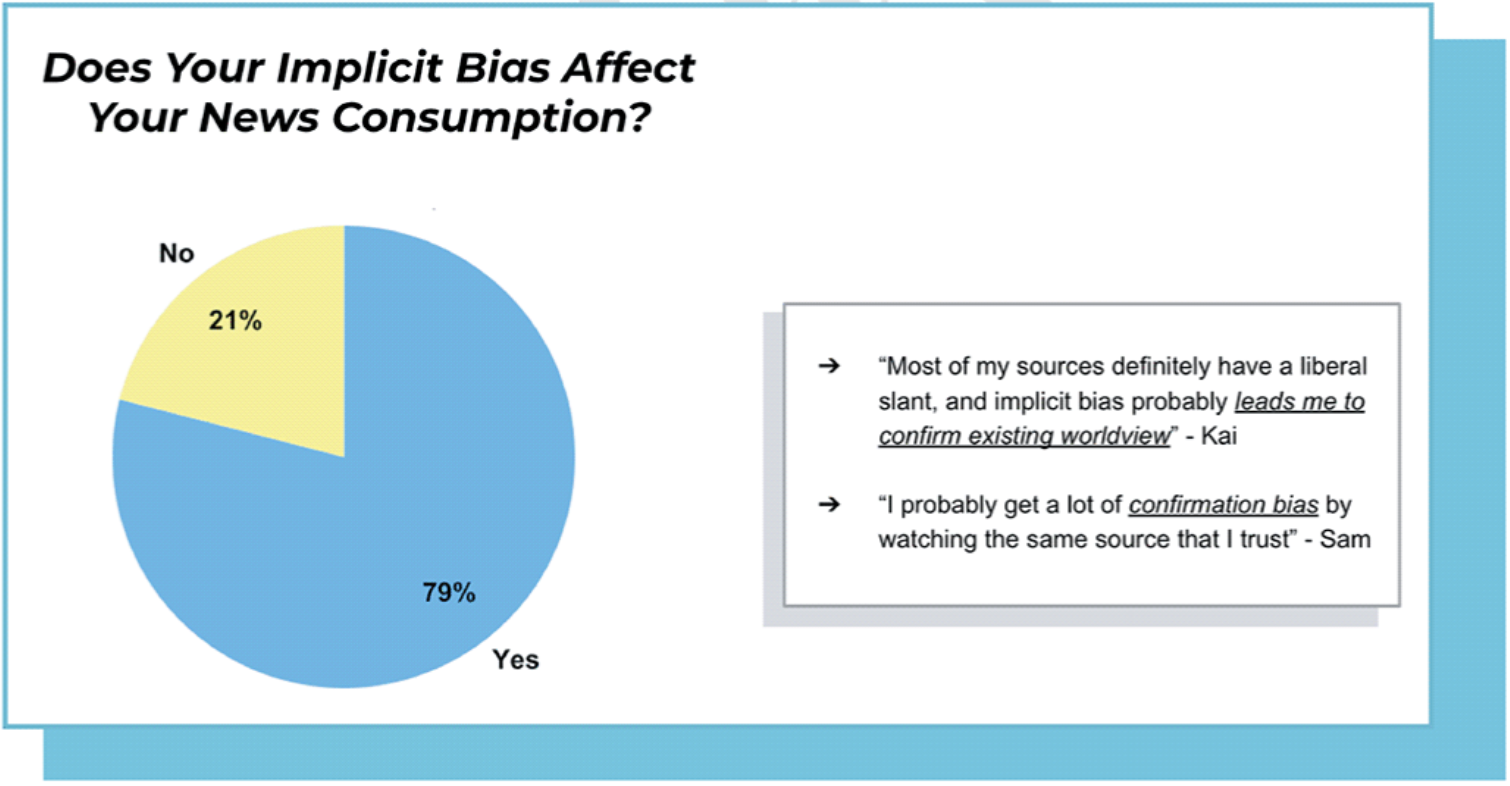 Does Your Implicit Bias Affect
Your News Consumption?
No
21%
79%
Yes
➔ “Most of my sources definitely have a liberal
slant, and implicit bias probably leads me to
confirm existing worldview” - Kai
➔ “I probably get a lot of confirmation bias by
watching the same source that I trust” - Sam